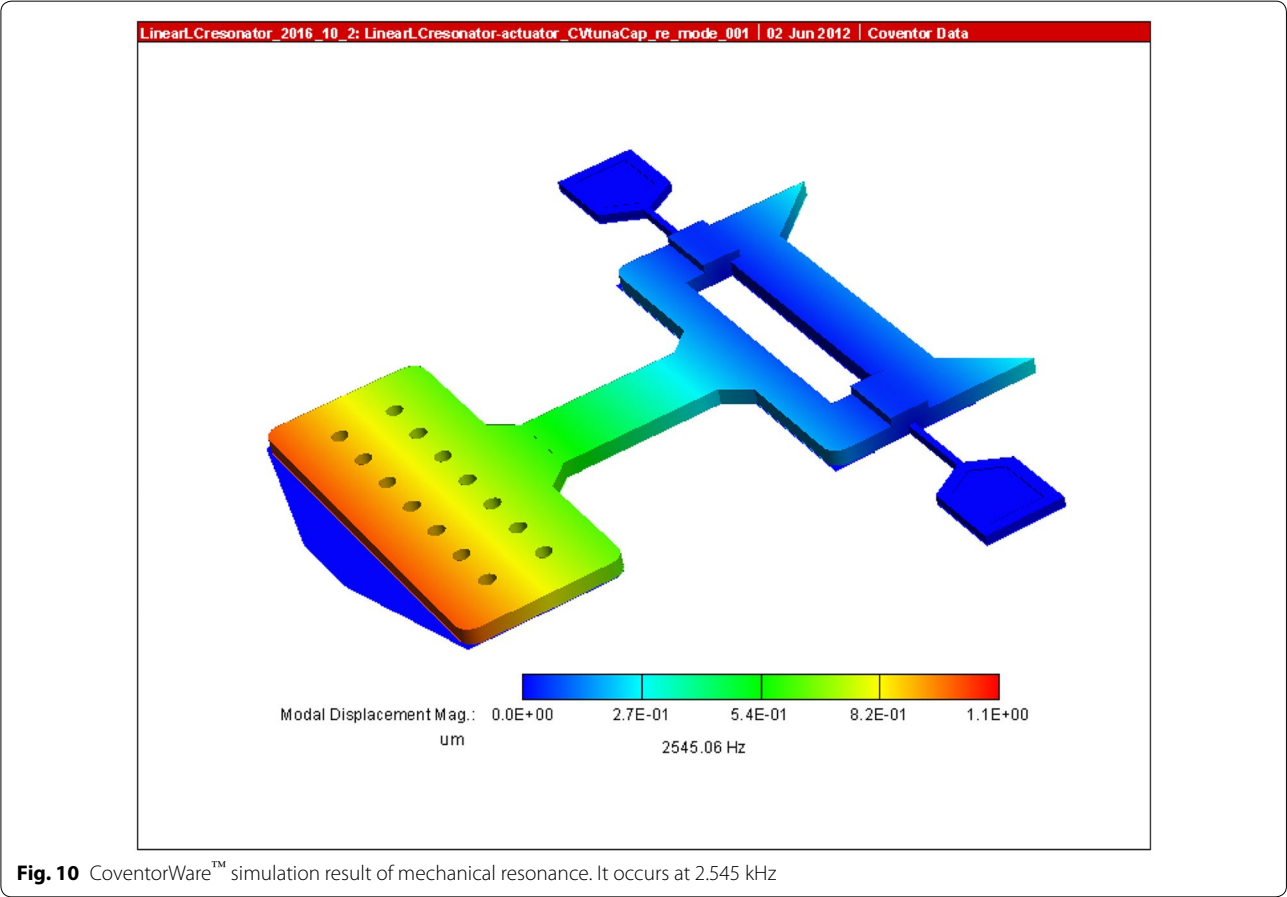 LinearLCresonator_2016_10_2: LinearLCresonator-actuator_CVtunaCap_re_mode_001 | 02 Jun 2012 | Coventor Data
Modal Displacement Mag.: 0.0E+00 2.7E-01 5.4E-01 8.2E-01 1.1E+00
um 2545.06 Hz
Fig. 10 CoventorWare™ simulation result of mechanical resonance. It occurs at 2.545 kHz